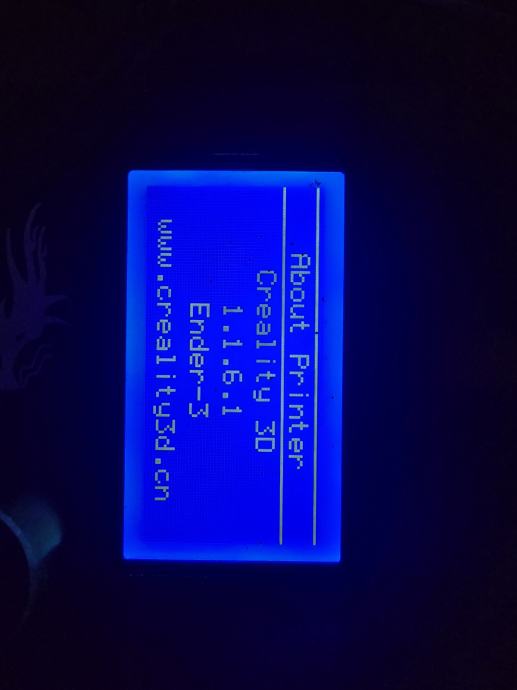 About Printer
Creality 3D
1.1.6.1
Ender-3
www.creality3d.cn